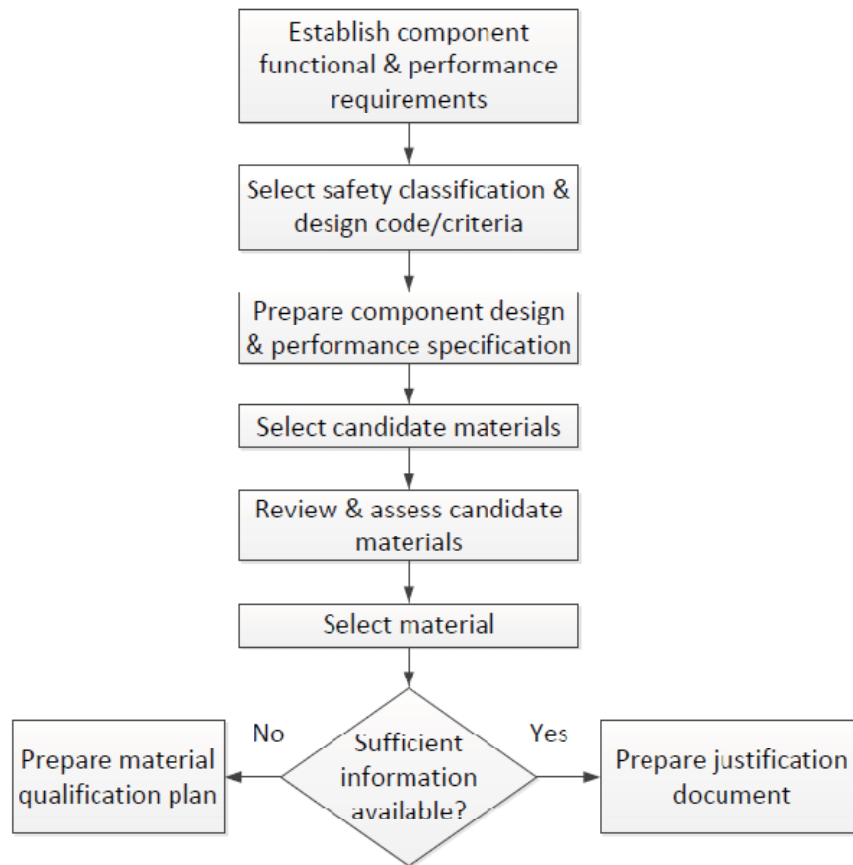 Establish component
functional & performance
requirements
Select safety classification &
design code/criteria
Prepare component design
& performance specification
Select candidate materials
Review & assess candidate
materials
Select material
No
Sufficient
information
available?
Yes
Prepare material
qualification plan
Prepare justification
document